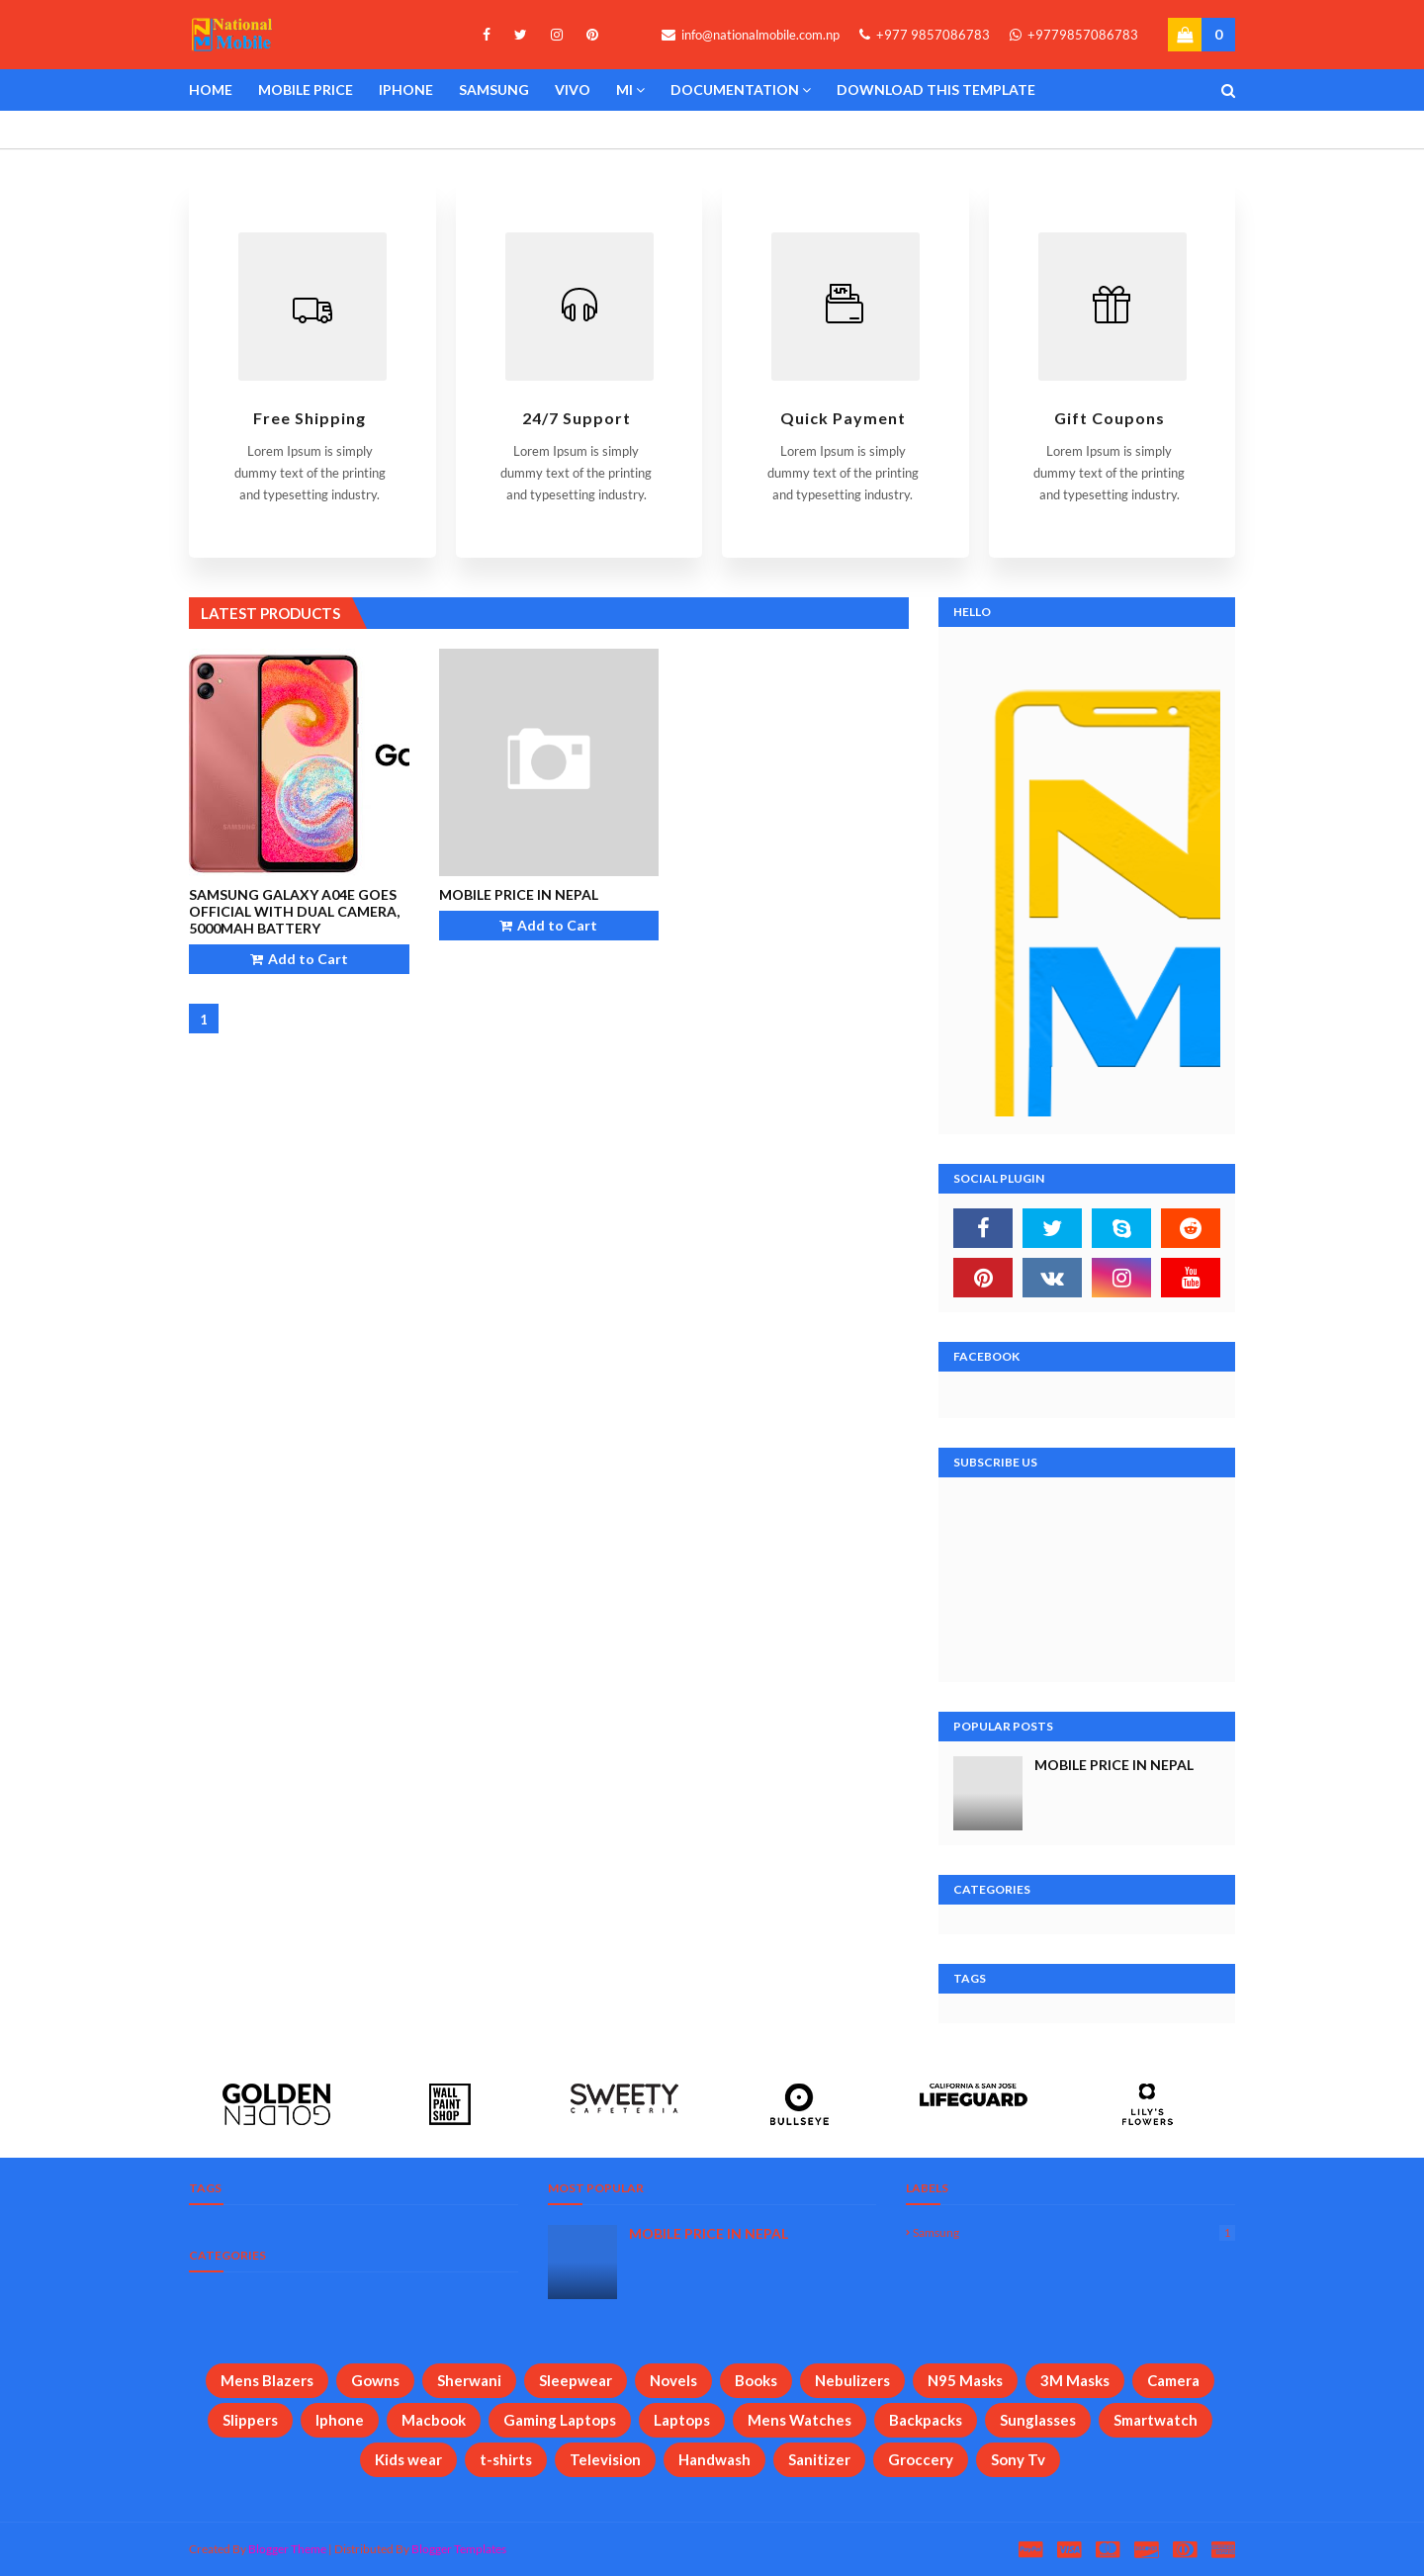 National
Mobile
info@nationalmobile.com.np
+977 9857086783
+9779857086783
0
HOME
MOBILE PRICE
IPHONE
SAMSUNG
VIVO
MI
DOCUMENTATION
DOWNLOAD THIS TEMPLATE
Free Shipping
Lorem Ipsum is simply
dummy text of the printing
and typesetting industry.
24/7 Support
Lorem Ipsum is simply
dummy text of the printing
and typesetting industry.
Quick Payment
Lorem Ipsum is simply
dummy text of the printing
and typesetting industry.
Gift Coupons
Lorem Ipsum is simply
dummy text of the printing
and typesetting industry.
LATEST PRODUCTS
SAMSUNG
Go
SAMSUNG GALAXY A04E GOES
OFFICIAL WITH DUAL CAMERA,
5000MAH BATTERY
Add to Cart
MOBILE PRICE IN NEPAL
Add to Cart
1
HELLO
N
M
SOCIAL PLUGIN
You
Tube
FACEBOOK
SUBSCRIBE US
POPULAR POSTS
MOBILE PRICE IN NEPAL
CATEGORIES
TAGS
GOLDEN
GOLDEN
WALL
PAINT
SHOP
SWEETY
CAFETERIA
BULLSEYE
CALIFORNIA & SAN JOSE
LIFEGUARD
LILY'S
FLOWERS
TAGS
CATEGORIES
MOST POPULAR
MOBILE PRICE IN NEPAL
LABELS
Samsung
Mens Blazers
Gowns
Sherwani
Sleepwear
Novels
Books
Nebulizers
N95 Masks
3M Masks
Camera
Slippers
Iphone
Macbook
Gaming Laptops
Laptops
Mens Watches
Backpacks
Sunglasses
Smartwatch
Kids wear
t-shirts
Television
Handwash
Sanitizer
Groccery
Sony Tv
Created By Blogger Theme | Distributed By Blogger Templates